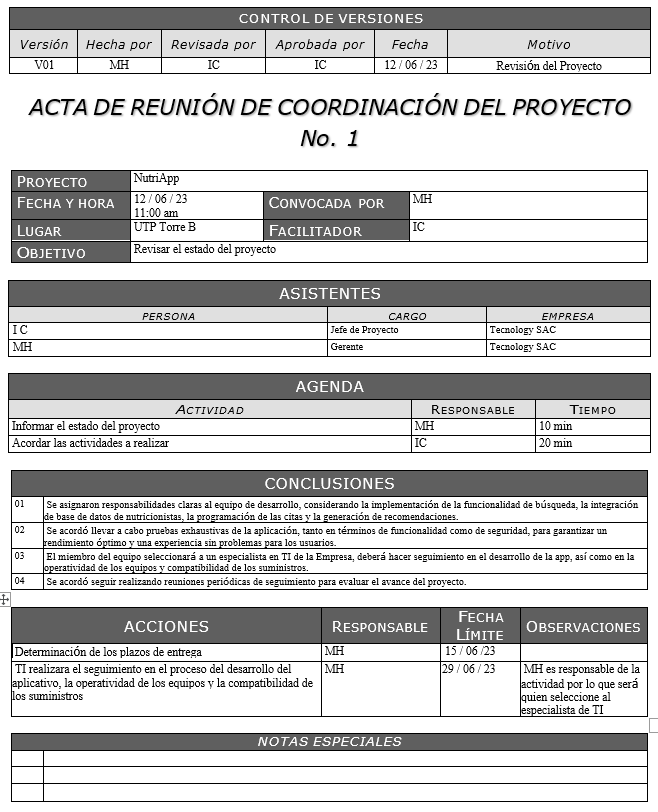 CONTROL DE VERSIONES
Versión Hecha por Revisada por Aprobada por Fecha Motivo
V01 MH IC IC 12 / 06 / 23 Revisión del Proyecto
ACTA DE REUNIÓN DE COORDINACIÓN DEL PROYECTO
No. 1
PROYECTO NutriApp
FECHA Y HORA 12 / 06 / 23 CONVOCADA POR MH
11:00 am
LUGAR UTP Torre B FACILITADOR IC
OBJETIVO Revisar el estado del proyecto
ASISTENTES
PERSONA CARGO EMPRESA
I C Jefe de Proyecto Tecnology SAC
MH Gerente Tecnology SAC
AGENDA
ACTIVIDAD RESPONSABLE TIEMPO
Informar el estado del proyecto MH 10 min
Acordar las actividades a realizar IC 20 min
CONCLUSIONES
01 Se asignaron responsabilidades claras al equipo de desarrollo, considerando la implementación de la funcionalidad de búsqueda, la integración
de base de datos de nutricionistas, la programación de las citas y la generación de recomendaciones.
02 Se acordó llevar a cabo pruebas exhaustivas de la aplicación, tanto en términos de funcionalidad como de seguridad, para garantizar un
rendimiento óptimo y una experiencia sin problemas para los usuarios.
03 El miembro del equipo seleccionará a un especialista en TI de la Empresa, deberá hacer seguimiento en el desarrollo de la app, así como en la
operatividad de los equipos y compatibilidad de los suministros.
04 Se acordó seguir realizando reuniones periódicas de seguimiento para evaluar el avance del proyecto.
ACCIONES RESPONSABLE FECHA LÍMITE OBSERVACIONES
Determinación de los plazos de entrega MH 15 / 06 /23
TI realizara el seguimiento en el proceso del desarrollo del MH 29 / 06 / 23 MH es responsable de la
aplicativo, la operatividad de los equipos y la compatibilidad de actividad por lo que será
los suministros quien seleccione al
especialista de TI
NOTAS ESPECIALES